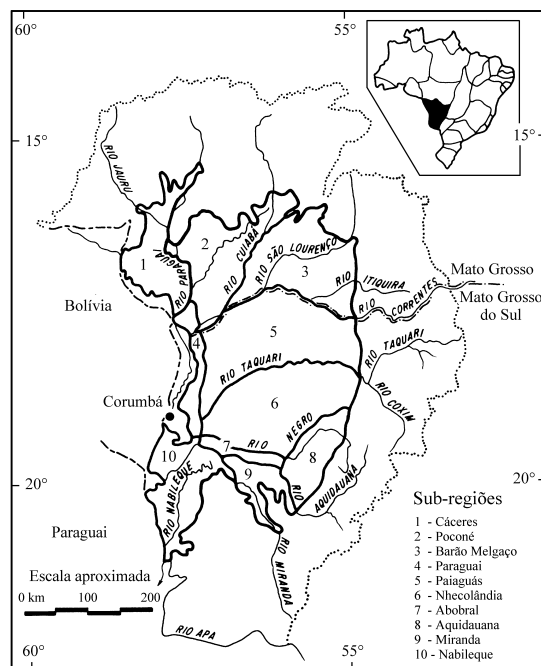 60°
55°
15°
15°
RIO JAURU
RIO PARAGUÁ
RIO CUIABÁ
RIO SÃO LOURENÇO
RIO ITIQUIRA
RIO CORRENTES
Mato Grosso
Mato Grosso
do Sul
Bolívia
1
2
3
4
5
RIO TAQUARI
RIO TAQUARI
RIO COXIM
6
Corumbá
RIO NEGRO
7
8
9
10
RIO NABILEQUE
RIO AQUIDAUANA
20°
20°
Paraguai
RIO MIRANDA
RIO APA
Escala aproximada
0 km 100 200
Sub-regiões
1 - Cáceres
2 - Poconé
3 - Barão Melgaço
4 - Paraguai
5 - Paiaguás
6 - Nhecolândia
7 - Abobral
8 - Aquidauana
9 - Miranda
10 - Nabileque
60°
55°